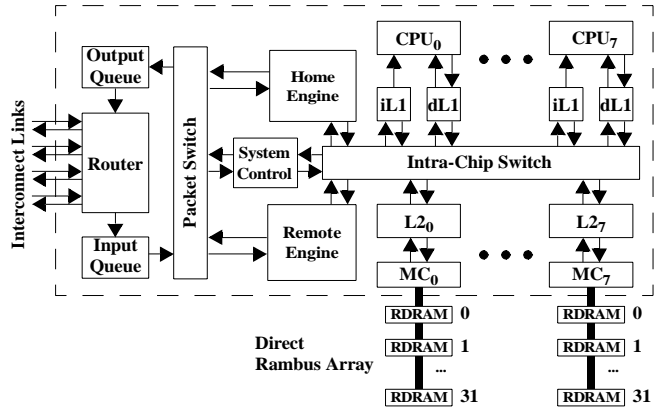 Output
Queue
Home
Engine
CPU0
CPU7
iL1
dL1
iL1
dL1
Interconnect Links
Router
Packet Switch
System
Control
Intra-Chip Switch
Input
Queue
Remote
Engine
L20
L27
MC0
MC7
RDRAM 0
RDRAM 0
Direct
Rambus Array
RDRAM 1
RDRAM 1
...
...
RDRAM 31
RDRAM 31